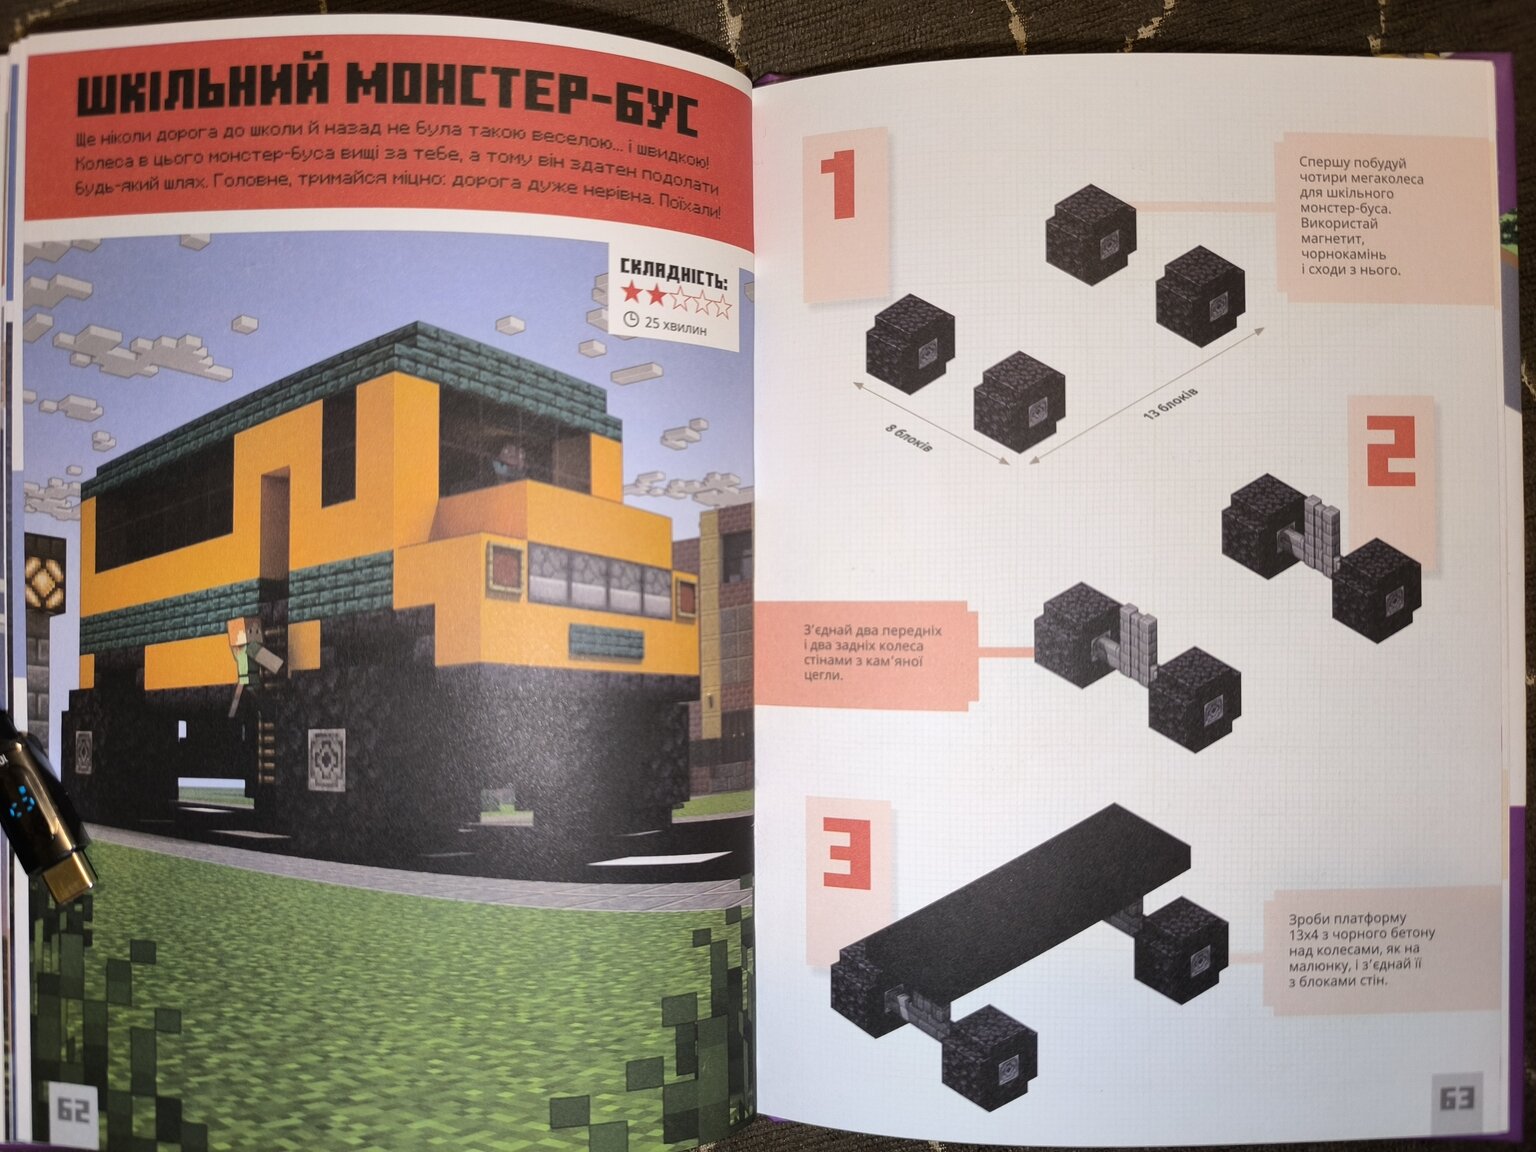 ШКІЛЬНИЙ МОНСТЕР-БУС
Ще ніколи дорога до школи й назад не була такою веселою... і швидкою!
Колеса в цього монстер-буса вищі за тебе, а тому він здатен подолати
будь-який шлях. Головне, тримайся міцно: дорога дуже нерівна. Поїхали!
СКЛАДНІСТЬ:
25 хвилин
62
1
Спершу побудуй
чотири мегаколеса
для шкільного
монстер-буса.
Використай
магнетит,
чорнокамінь
і сходи з нього.
8 блоків
13 блоків
2
З’єднай два передніх
і два задніх колеса
стінами з кам’яної
цегли.
3
Зроби платформу
13х4 з чорного бетону
над колесами, як на
малюнку, і з’єднай її
з блоками стін.
63